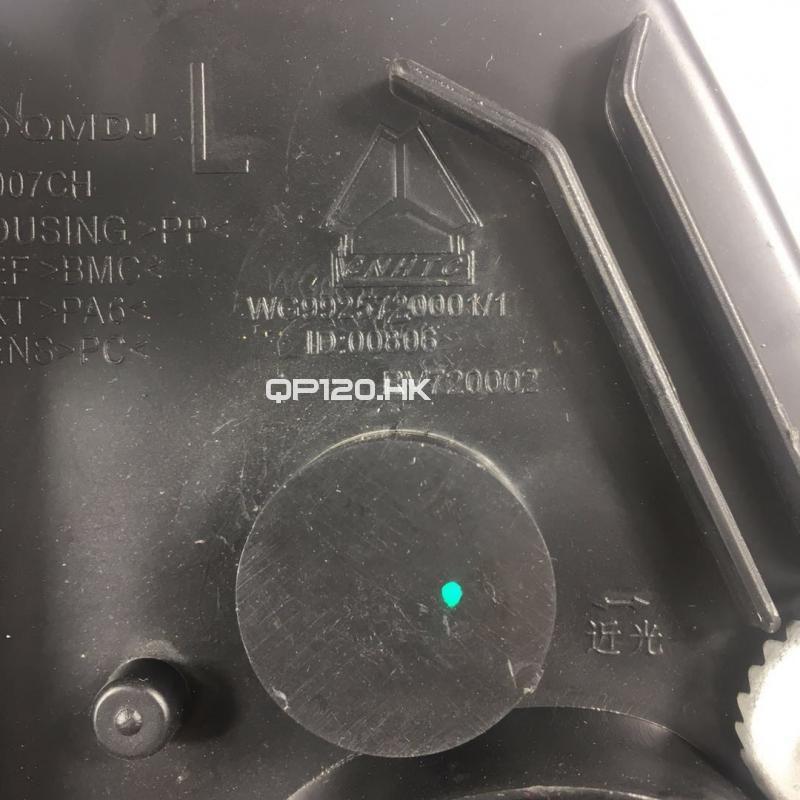 QMDJ
L
007CH
OUSING >PP<
EF >BMC<
XT >PA6<
ENS >PC<
CNHTC
WG9925720001/1
ID:00806
BV720002
QP120.HK
近光